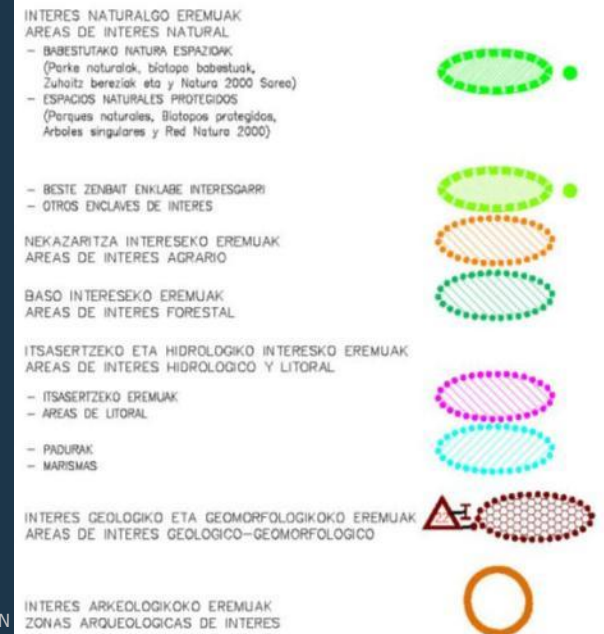 INTERES NATURALGO EREMUAK
AREAS DE INTERES NATURAL
– BABESTUTAKO NATURA ESPAZIOAK
(Parke naturalak, biotopo babestuak,
Zuhaitz bereziak eta y Natura 2000 Sarea)
– ESPACIOS NATURALES PROTEGIDOS
(Parques naturales, Biotopos protegidos,
Arboles singulares y Red Natura 2000)
– BESTE ZENBAIT ENKLABE INTERESGARRI
– OTROS ENCLAVES DE INTERES
NEKAZARITZA INTERESEKO EREMUAK
AREAS DE INTERES AGRARIO
BASO INTERESEKO EREMUAK
AREAS DE INTERES FORESTAL
ITSASERTZEKO ETA HIDROLOGIKO INTERESKO EREMUAK
AREAS DE INTERES HIDROLOGICO Y LITORAL
– ITSASERTZEKO EREMUAK
– AREAS DE LITORAL
– PADURAK
– MARISMAS
INTERES GEOLOGIKO ETA GEOMORFOLOGIKOKO EREMUAK
AREAS DE INTERES GEOLOGICO-GEOMORFOLOGICO
INTERES ARKEOLOGIKOKO EREMUAK
ZONAS ARQUEOLOGICAS DE INTERES
N